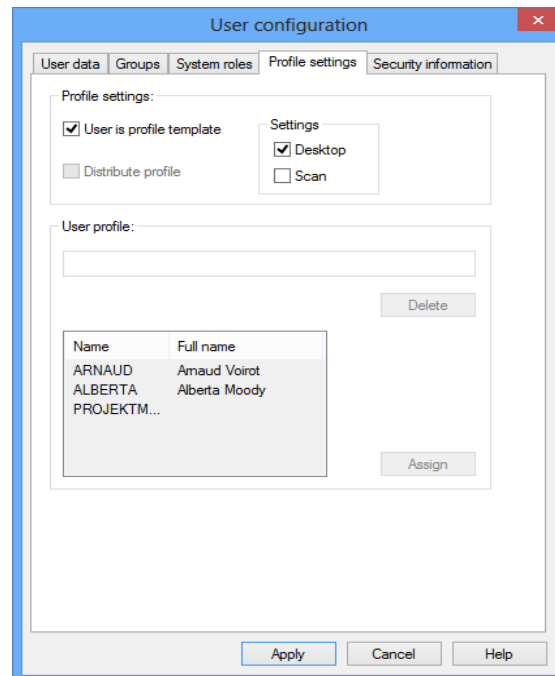 User configuration
User data Groups System roles Profile settings Security information
Profile settings:
User is profile template
Settings
Desktop
Distribute profile
Scan
User profile:
Delete
Name Full name
ARNAUD Arnaud Voirot
ALBERTA Alberta Moody
PROJEKTM...
Assign
Apply Cancel Help